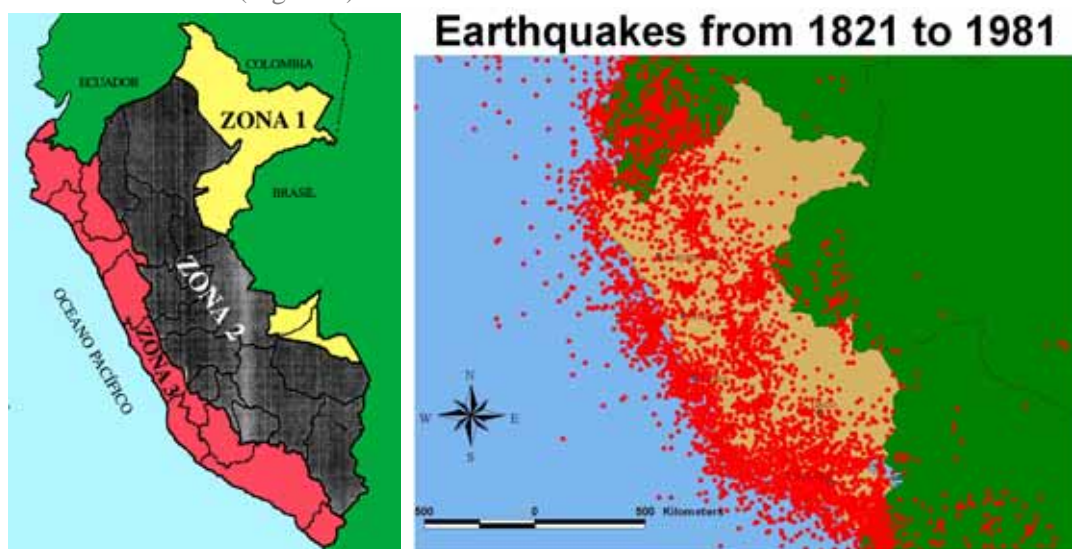 ECUADOR
COLOMBIA
ZONA 1
BRASIL
ZONA 2
ZONA 3
OCEANO PACÍFICO
Earthquakes from 1821 to 1981
N
W E
S
500 0 500 Kilometers